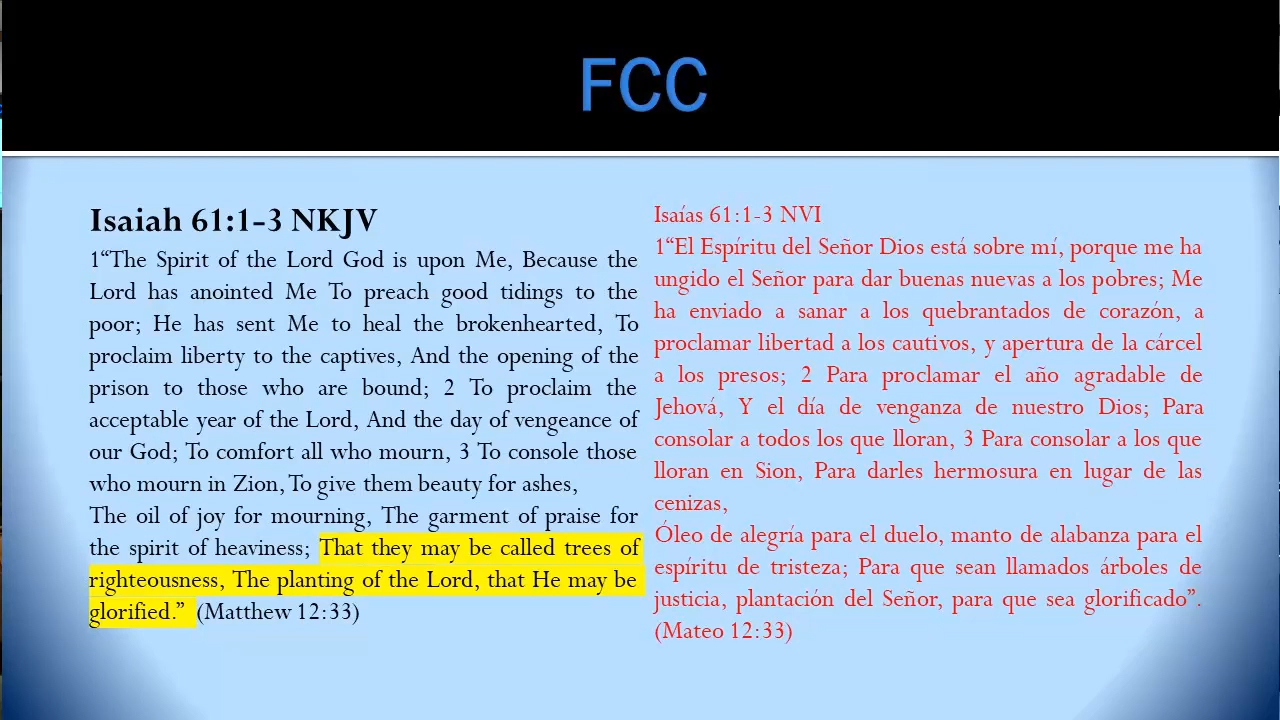 FCC
Isaiah 61:1-3 NKJV
1“The Spirit of the Lord God is upon Me, Because the
Lord has anointed Me To preach good tidings to the
poor; He has sent Me to heal the brokenhearted, To
proclaim liberty to the captives, And the opening of the
prison to those who are bound; 2 To proclaim the
acceptable year of the Lord, And the day of vengeance of
our God; To comfort all who mourn, 3 To console those
who mourn in Zion, To give them beauty for ashes,
The oil of joy for mourning, The garment of praise for
the spirit of heaviness; That they may be called trees of
righteousness, The planting of the Lord, that He may be
glorified.” (Matthew 12:33)
Isaías 61:1-3 NVI
1“El Espíritu del Señor Dios está sobre mí, porque me ha
ungido el Señor para dar buenas nuevas a los pobres; Me
ha enviado a sanar a los quebrantados de corazón, a
proclamar libertad a los cautivos, y apertura de la cárcel
a los presos; 2 Para proclamar el año agradable de
Jehová, Y el día de venganza de nuestro Dios; Para
consolar a todos los que lloran, 3 Para consolar a los que
lloran en Sion, Para darles hermosura en lugar de las
cenizas,
Óleo de alegría para el duelo, manto de alabanza para el
espíritu de tristeza; Para que sean llamados árboles de
justicia, plantación del Señor, para que sea glorificado”.
(Mateo 12:33)